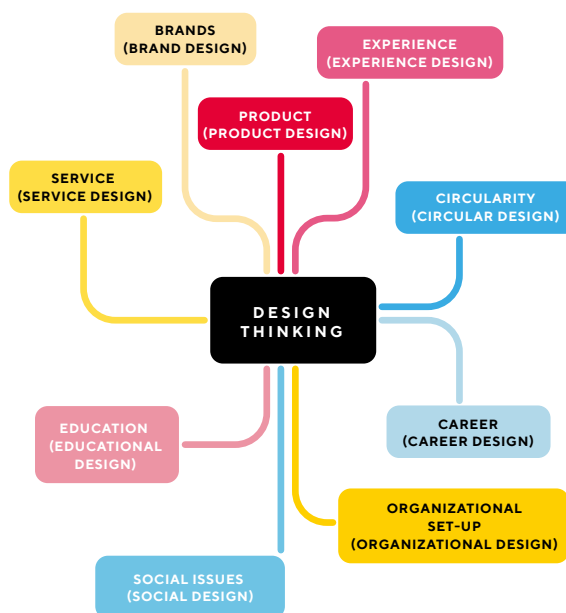 BRANDS
(BRAND DESIGN)
EXPERIENCE
(EXPERIENCE DESIGN)
PRODUCT
(PRODUCT DESIGN)
SERVICE
(SERVICE DESIGN)
CIRCULARITY
(CIRCULAR DESIGN)
DESIGN
THINKING
EDUCATION
(EDUCATIONAL
DESIGN)
CAREER
(CAREER DESIGN)
ORGANIZATIONAL
SET-UP
(ORGANIZATIONAL DESIGN)
SOCIAL ISSUES
(SOCIAL DESIGN)